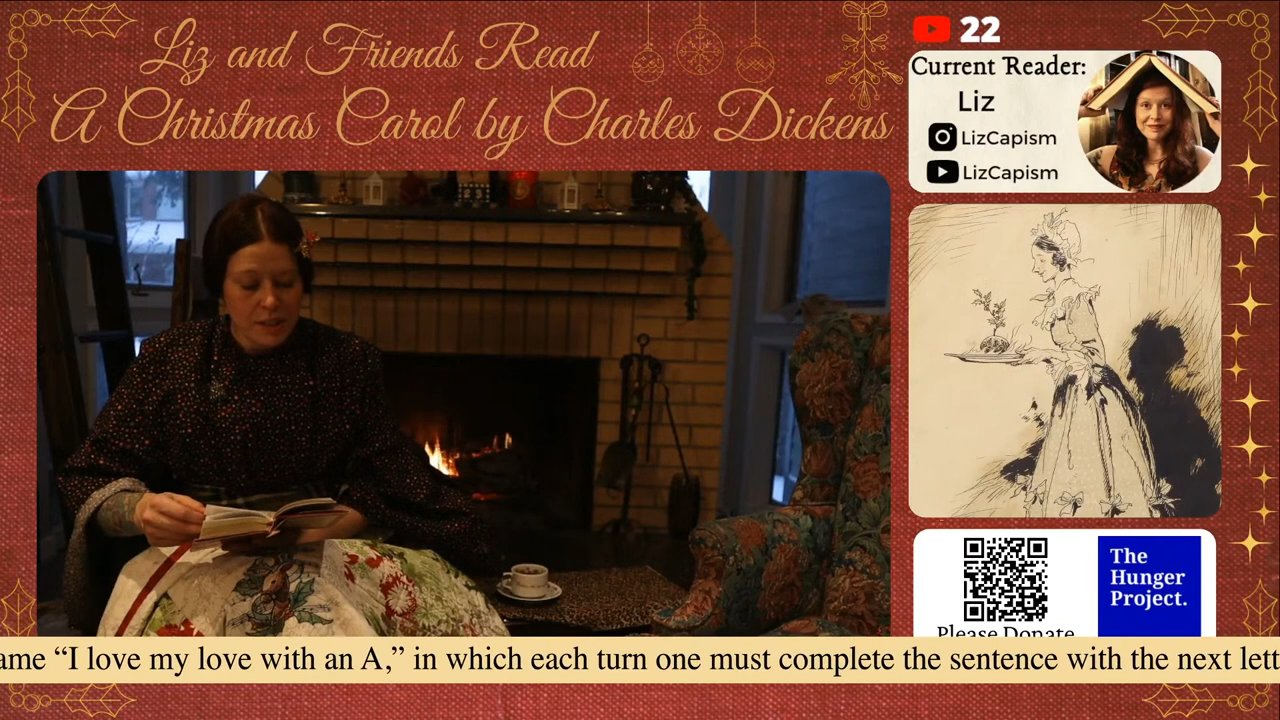 Liz and Friends Read
A Christmas Carol by Charles Dickens
22
Current Reader:
Liz
LizCapism
LizCapism
The
Hunger
Project.
Please Donate
ame “I love my love with an A,” in which each turn one must complete the sentence with the next lett